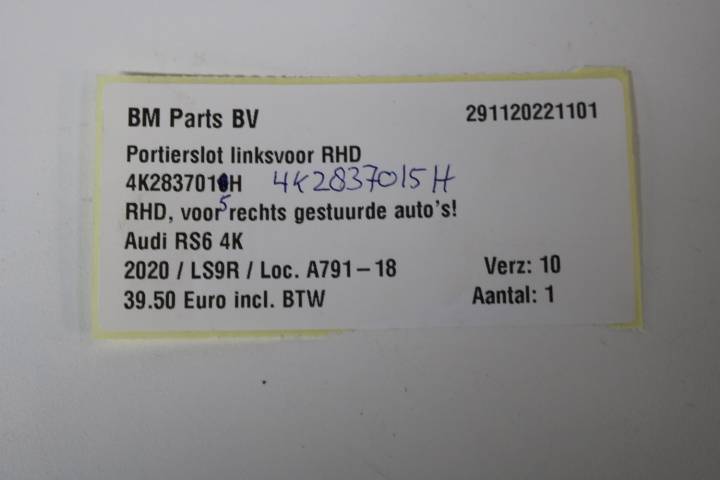 BM Parts BV 291120221101
Portierslot linksvoor RHD
4K2837015H 4K2837015H
RHD, voor rechts gestuurde auto's!
Audi RS6 4K
2020 / LS9R / Loc. A791-18 Verz: 10
39.50 Euro incl. BTW Aantal: 1